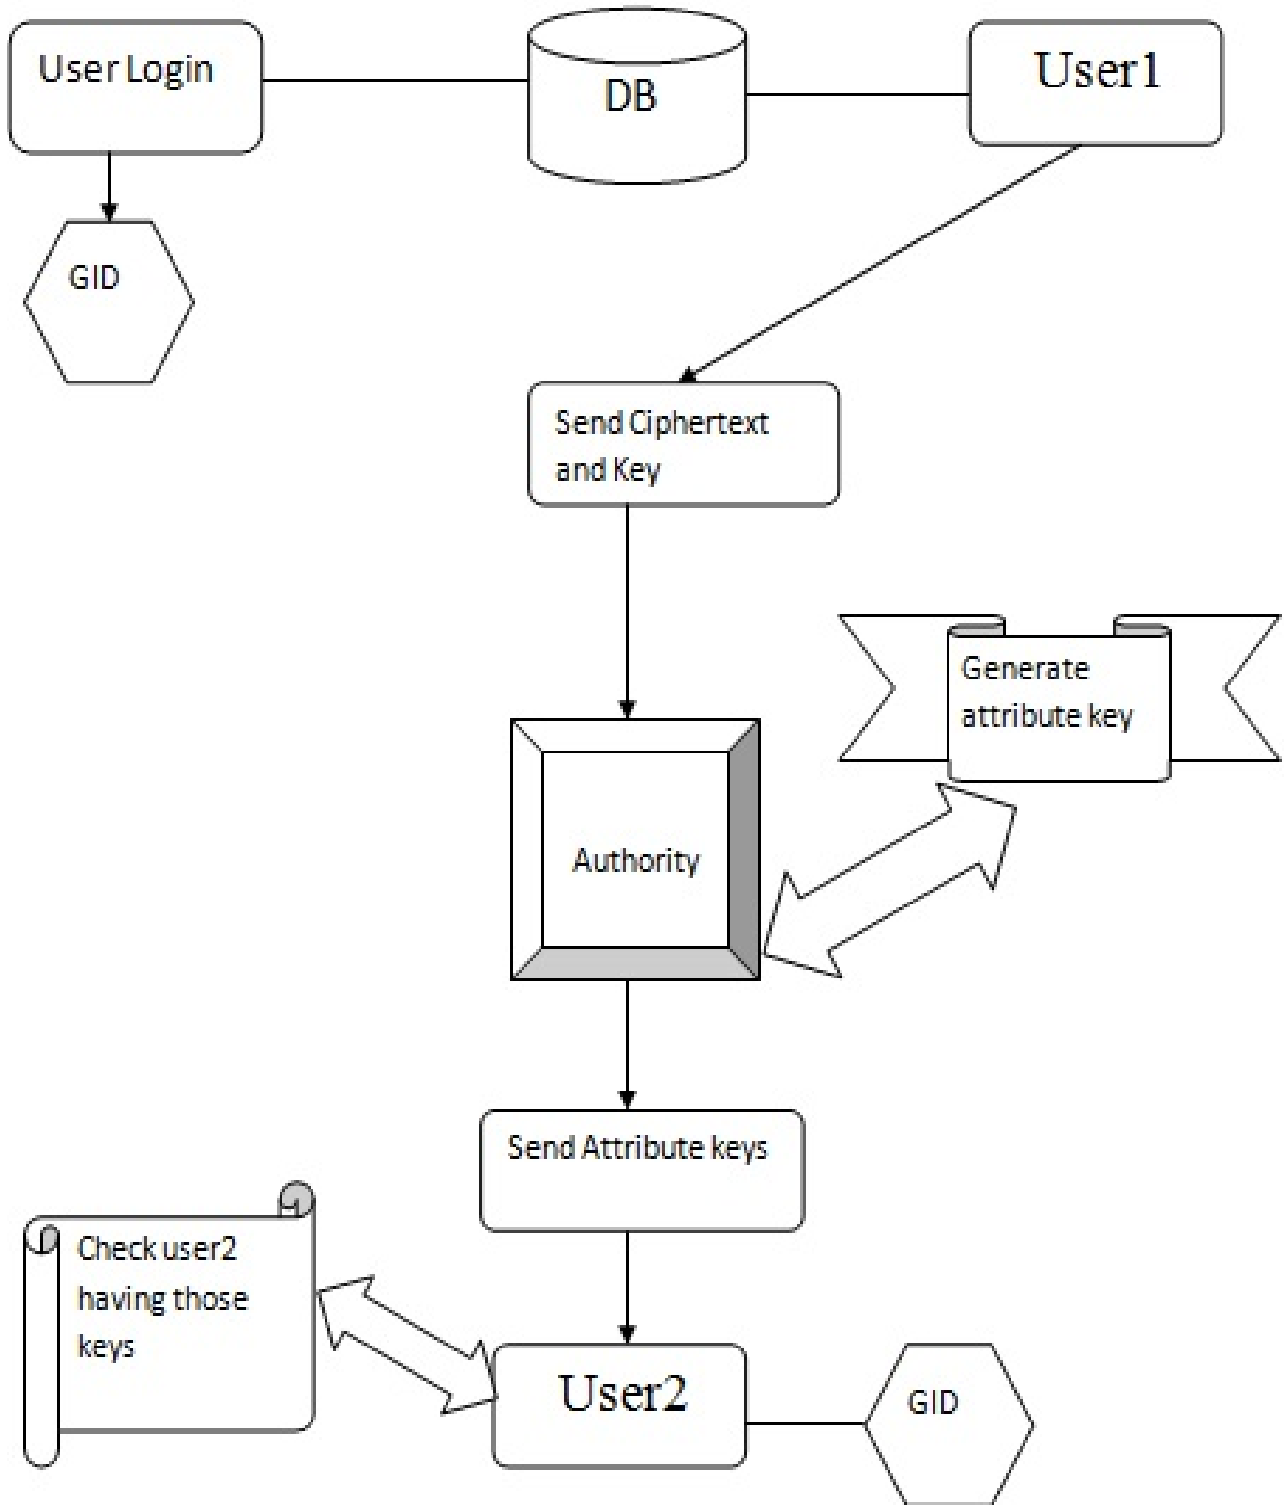 User Login
DB
User1
GID
Send Ciphertext
and Key
Generate
attribute key
Authority
Send Attribute keys
Check user2
having those
keys
User2
GID